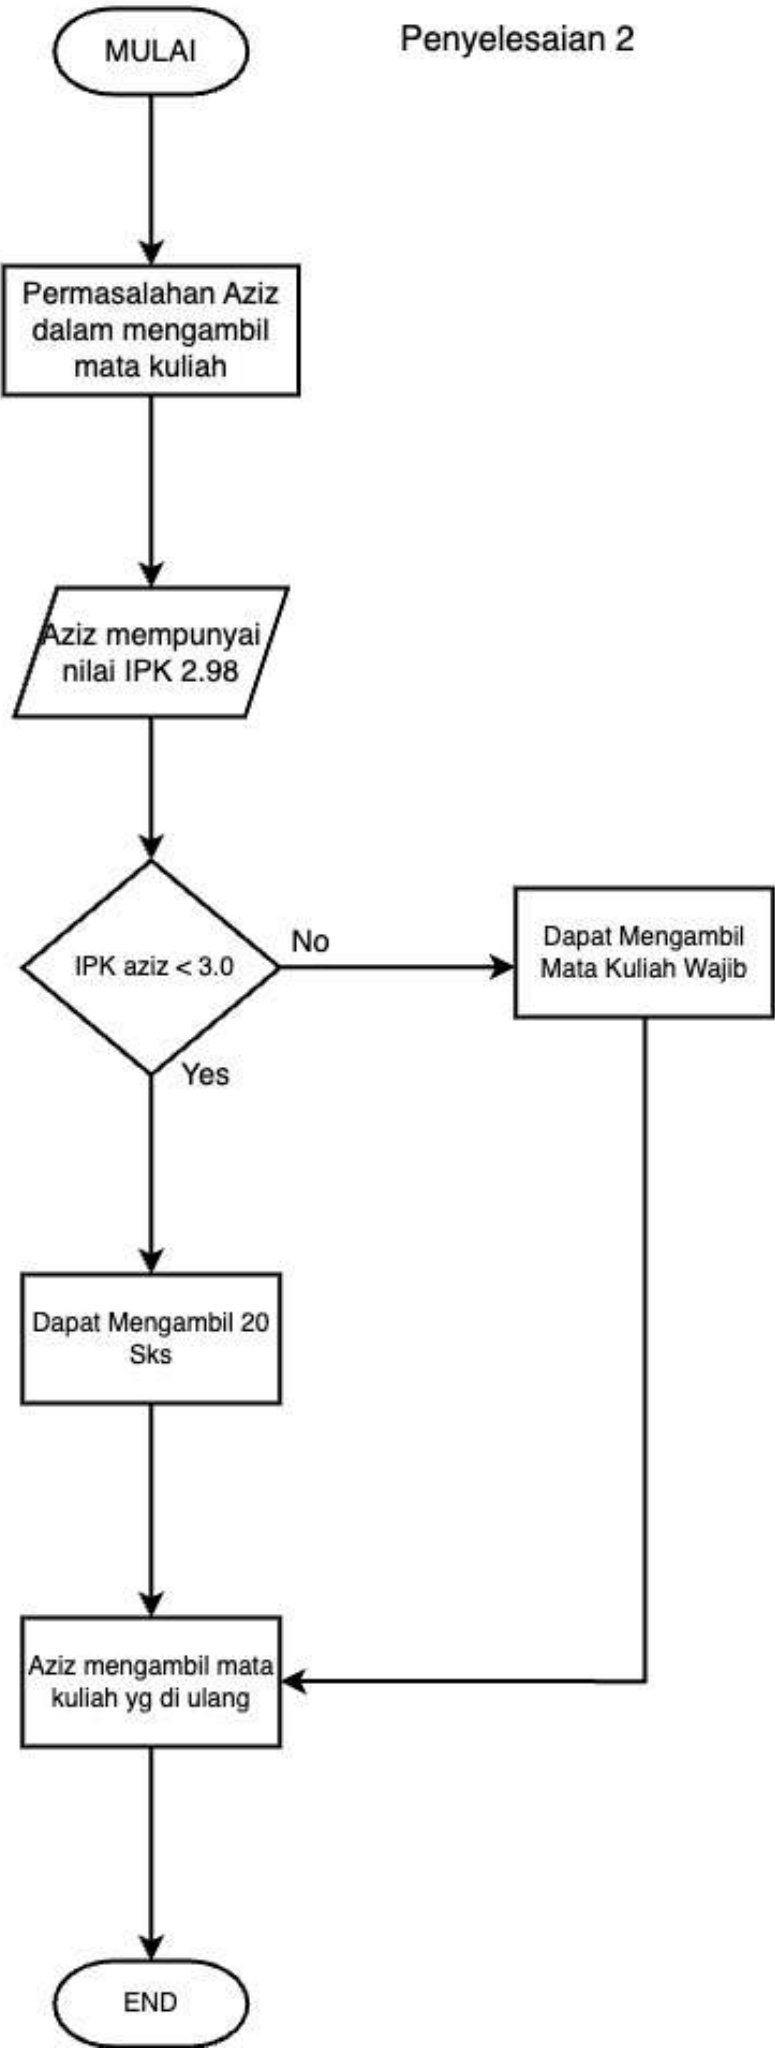 MULAI
Penyelesaian 2
Permasalahan Aziz
dalam mengambil
mata kuliah
Aziz mempunyai
nilai IPK 2.98
IPK aziz < 3.0
No
Dapat Mengambil
Mata Kuliah Wajib
Yes
Dapat Mengambil 20
Sks
Aziz mengambil mata
kuliah yg di ulang
END